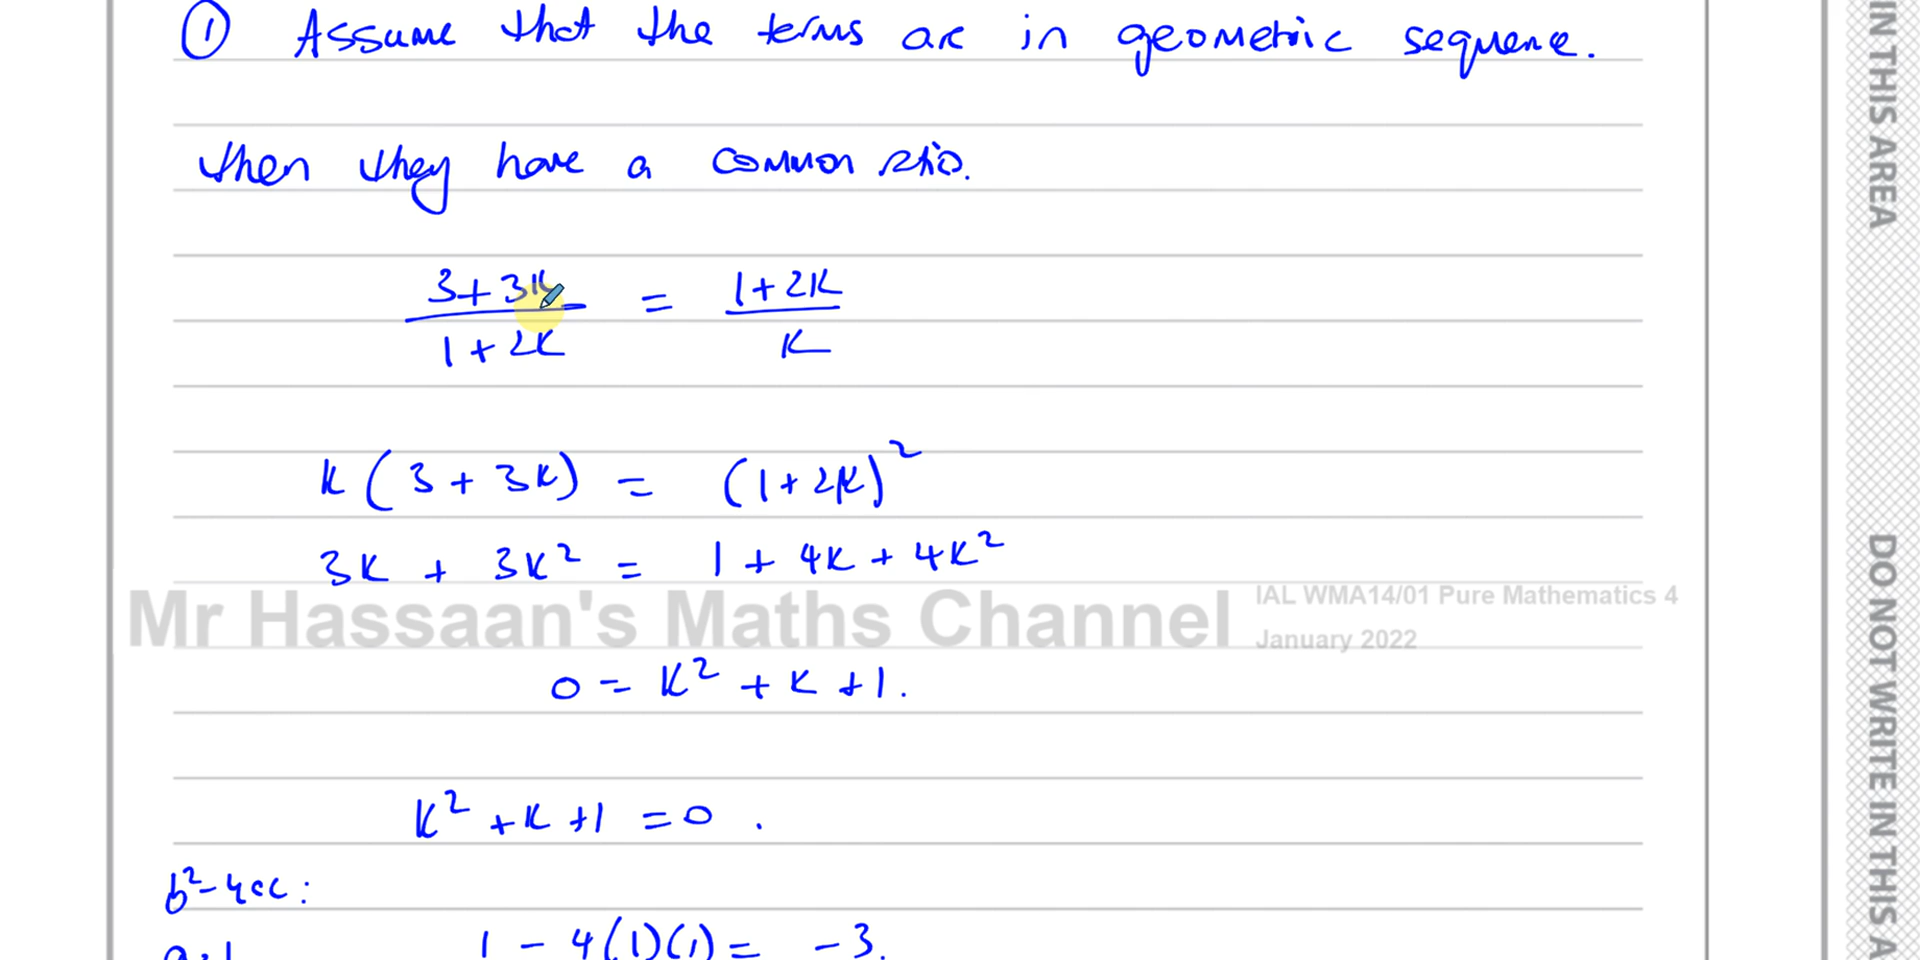 ① Assume that the terms are in geometric sequence.
then they have a common ratio.
3+3K / 1+2K = 1+2K / K
K(3+3K) = (1+2K)²
3K + 3K² = 1 + 4K + 4K²
Mr Hassaan's Maths Channel
IAL WMA14/01 Pure Mathematics 4
January 2022
0 = K² + K + 1.
K² + K + 1 = 0.
b²-4ac:
1 - 4(1)(1) = -3.
IN THIS AREA
DO NOT WRITE IN THIS A